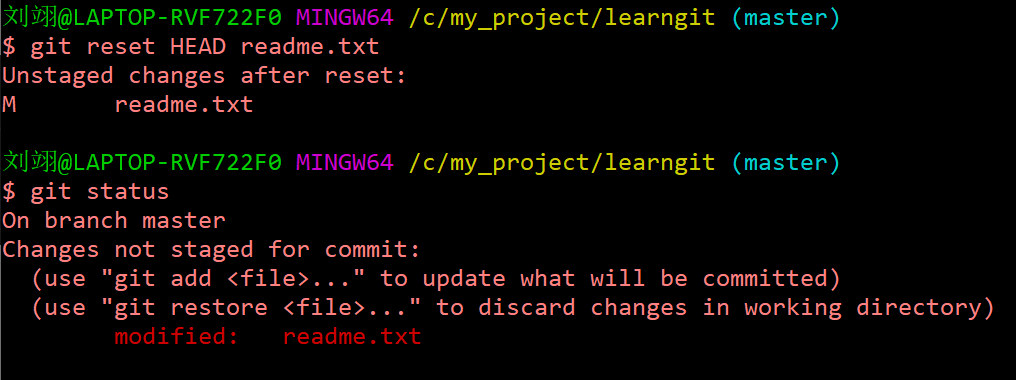 刘翊@LAPTOP-RVF722F0 MINGW64 /c/my_project/learngit (master)
$ git reset HEAD readme.txt
Unstaged changes after reset:
M       readme.txt
刘翊@LAPTOP-RVF722F0 MINGW64 /c/my_project/learngit (master)
$ git status
On branch master
Changes not staged for commit:
  (use "git add <file>..." to update what will be committed)
  (use "git restore <file>..." to discard changes in working directory)
        modified:   readme.txt